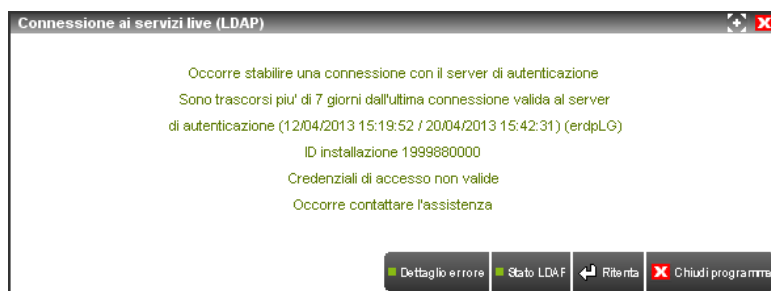 Connessione ai servizi live (LDAP)
Occorre stabilire una connessione con il server di autenticazione
Sono trascorsi piu' di 7 giorni dall'ultima connessione valida al server
di autenticazione (12/04/2013 15:19:52 / 20/04/2013 15:42:31) (erdpLG)
ID installazione 1999880000
Credenziali di accesso non valide
Occorre contattare l'assistenza
Dettaglio errore Stato LDAP Ritenta Chiudi programma